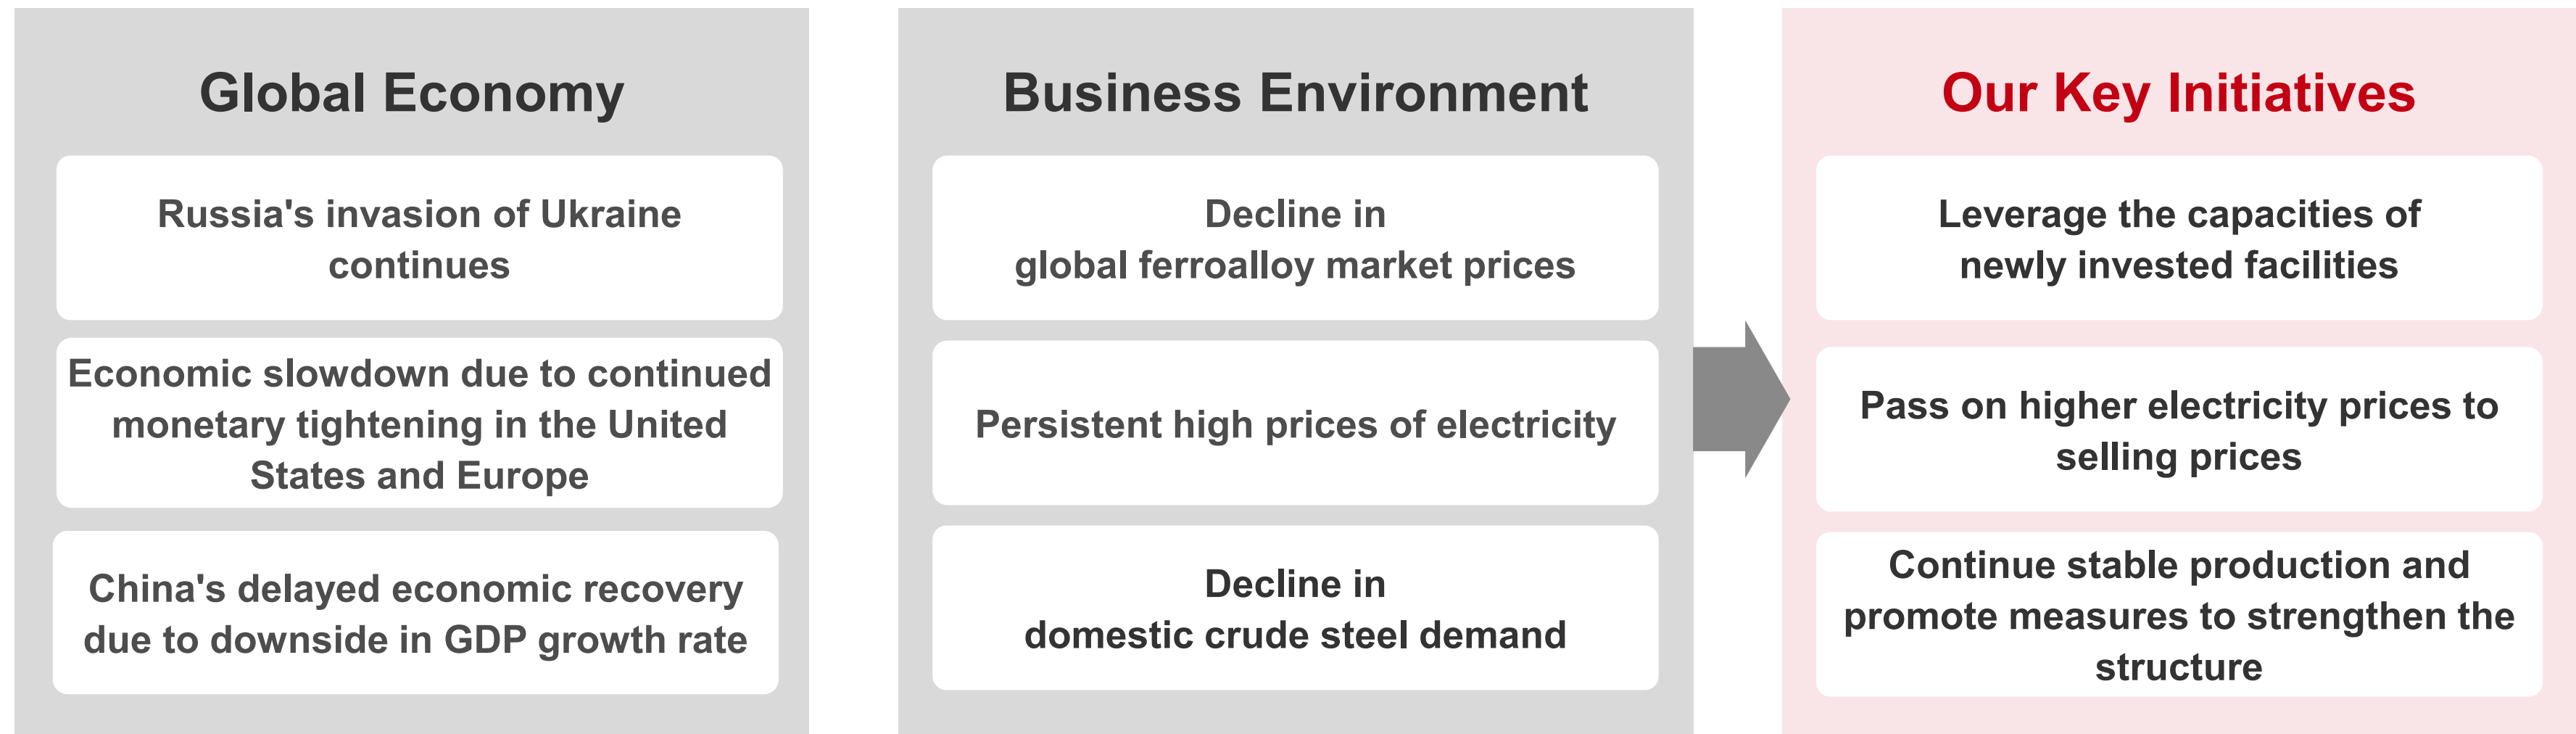 Global Economy
Russia's invasion of Ukraine
continues
Economic slowdown due to continued
monetary tightening in the United
States and Europe
China's delayed economic recovery
due to downside in GDP growth rate
Business Environment
Decline in
global ferroalloy market prices
Persistent high prices of electricity
Decline in
domestic crude steel demand
Our Key Initiatives
Leverage the capacities of
newly invested facilities
Pass on higher electricity prices to
selling prices
Continue stable production and
promote measures to strengthen the
structure